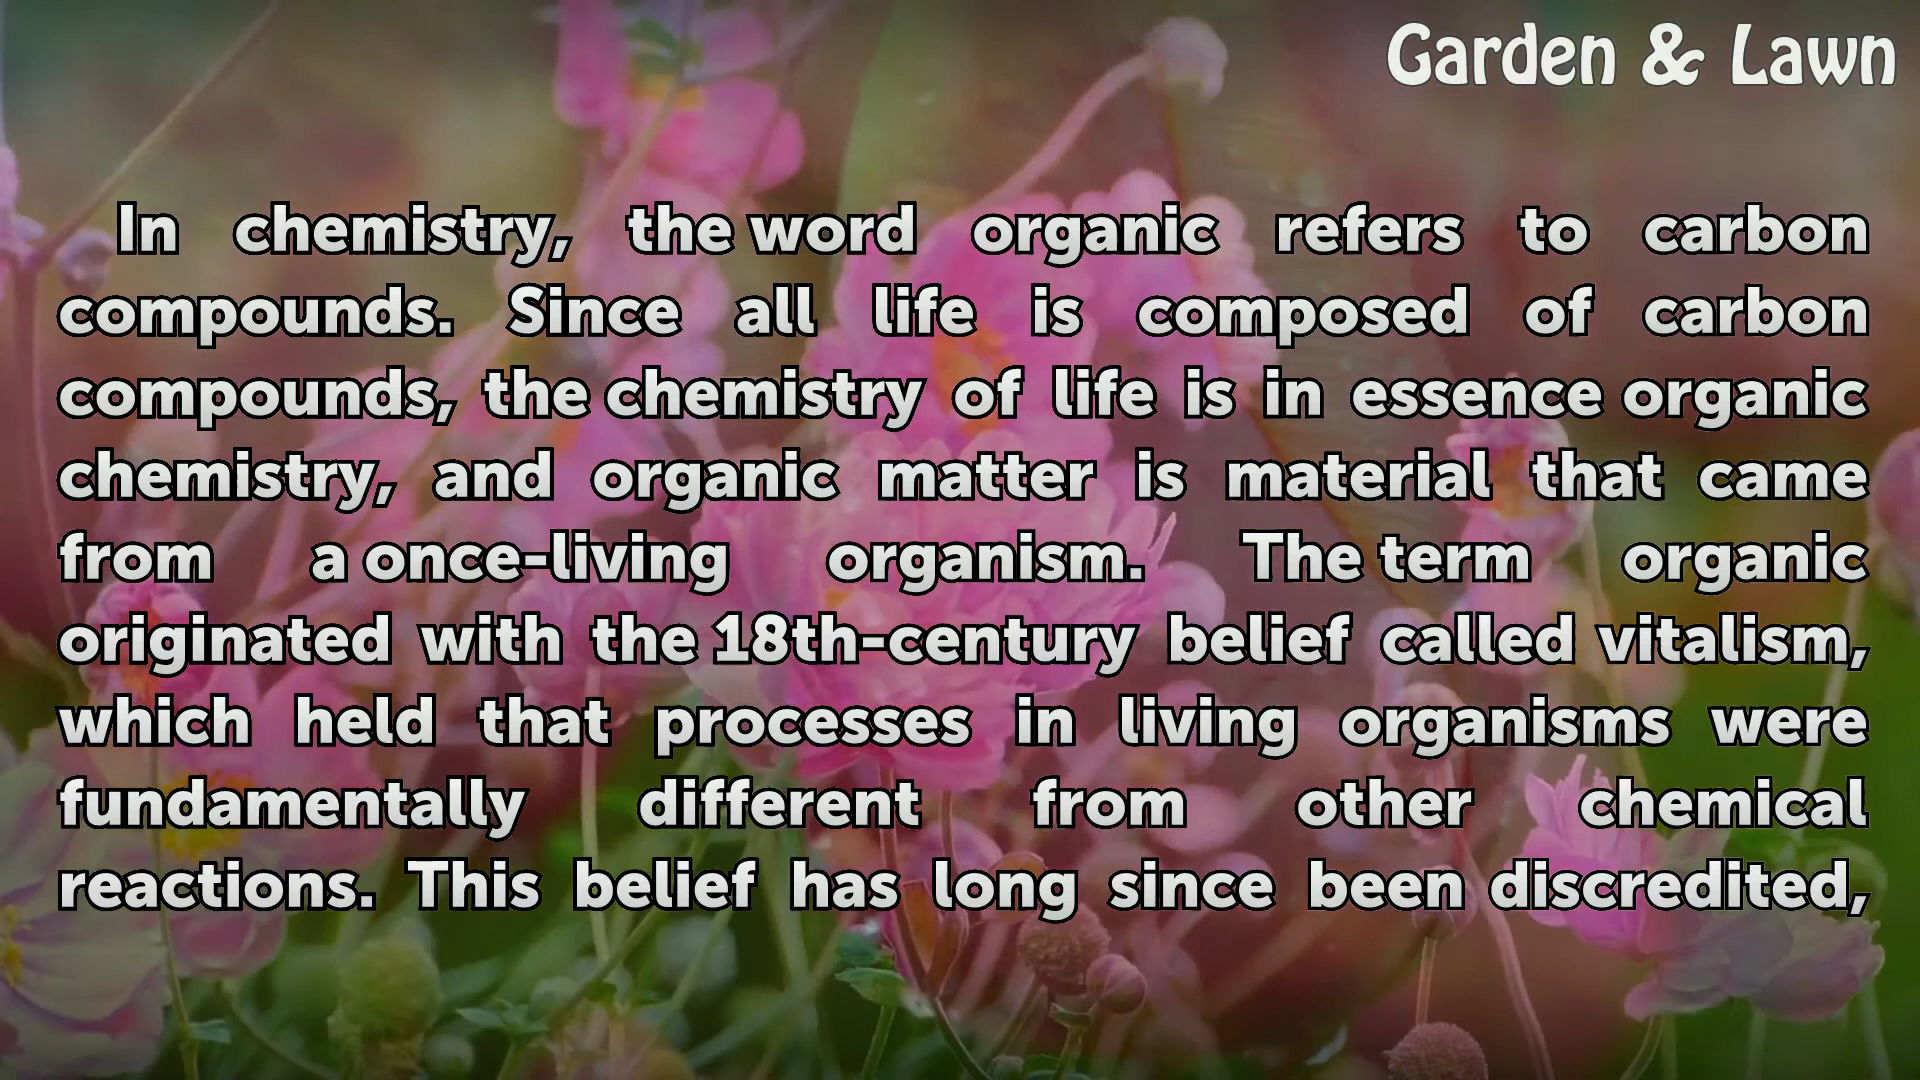 Garden & Lawn
In chemistry, the word organic refers to carbon
compounds. Since all life is composed of carbon
compounds, the chemistry of life is in essence organic
chemistry, and organic matter is material that came
from a once-living organism. The term organic
originated with the 18th-century belief called vitalism,
which held that processes in living organisms were
fundamentally different from other chemical
reactions. This belief has long since been discredited,